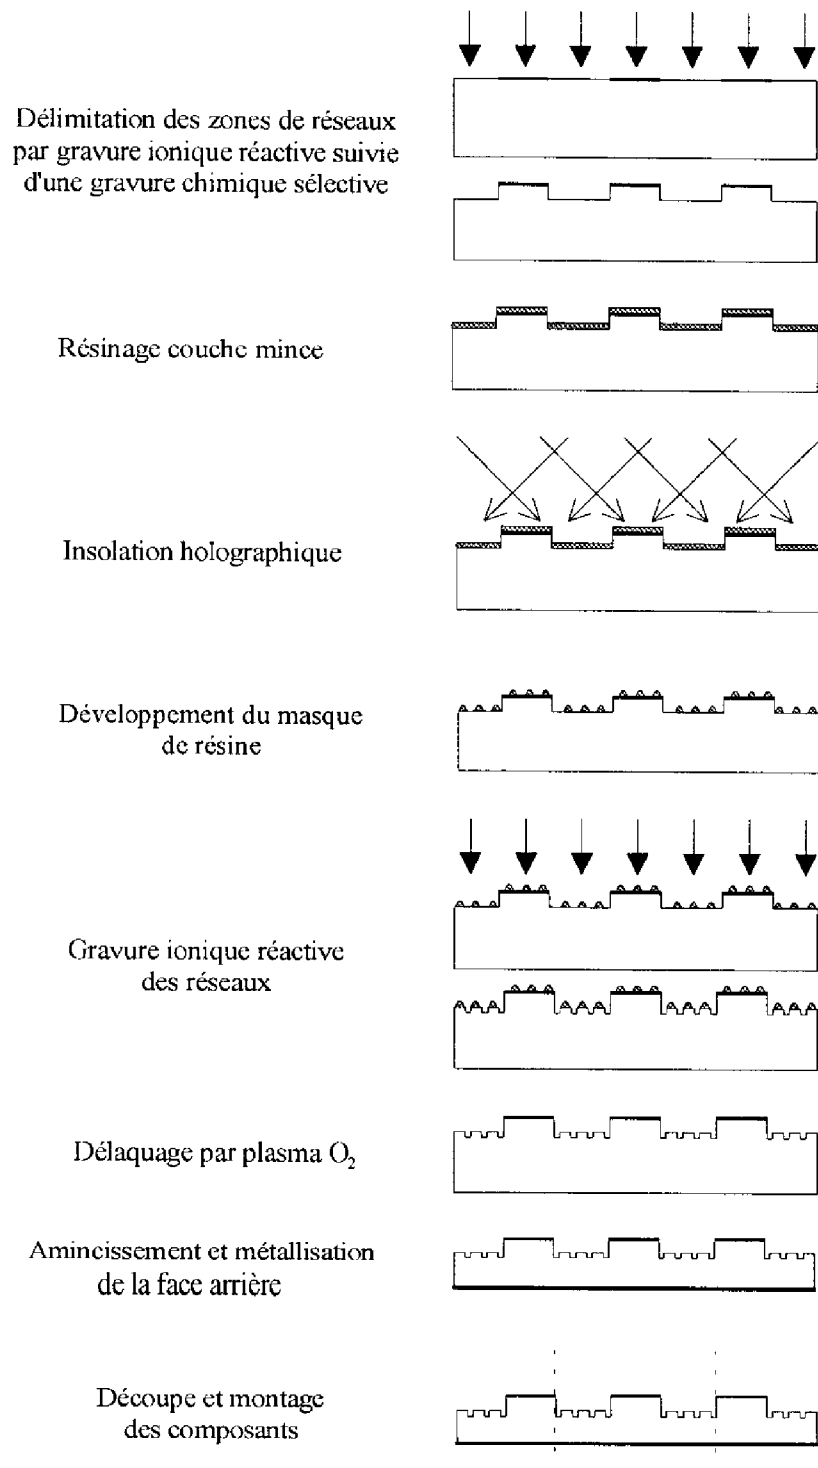 Délimitation des zones de réseaux
par gravure ionique réactive suivie
d'une gravure chimique sélective
Résinage couche mince
Insolation holographique
Développement du masque
de résine
Gravure ionique réactive
des réseaux
Délaquage par plasma O₂
Amincissement et métallisation
de la face arrière
Découpe et montage
des composants